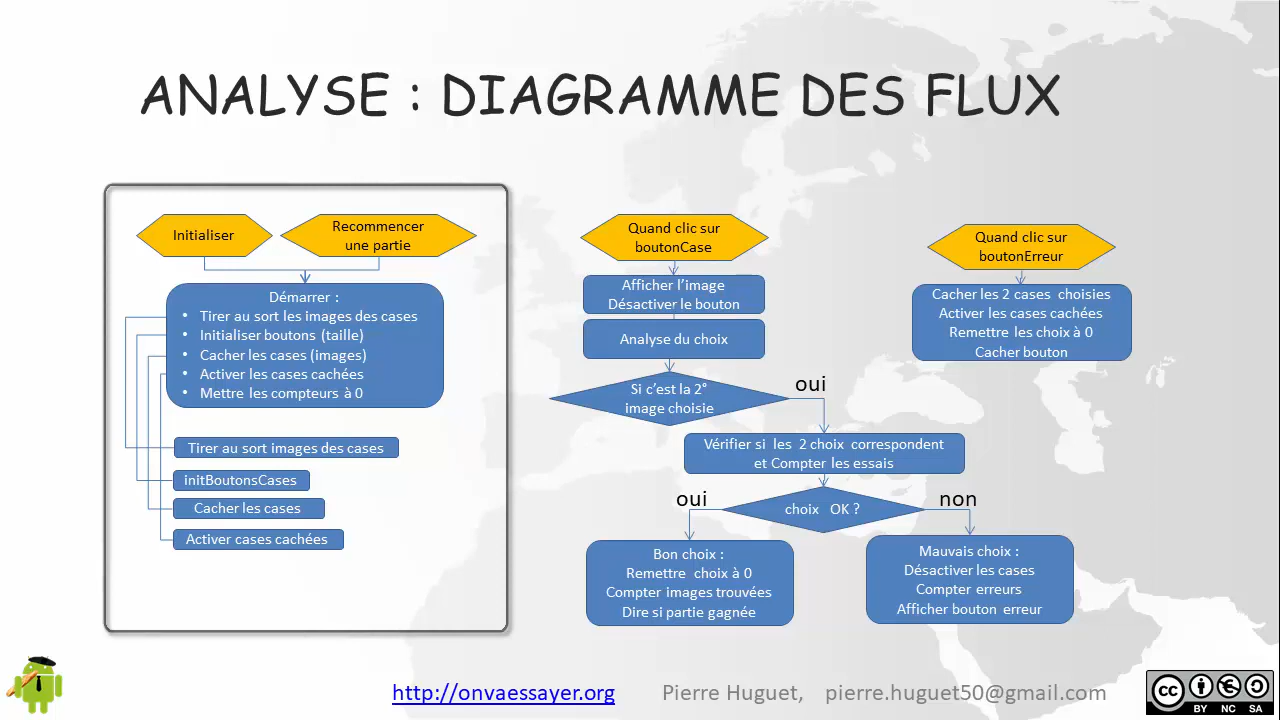 ANALYSE : DIAGRAMME DES FLUX
Initialiser
Recommencer
une partie
Démarrer :
• Tirer au sort les images des cases
• Initialiser boutons (taille)
• Cacher les cases (images)
• Activer les cases cachées
• Mettre les compteurs à 0
Tirer au sort images des cases
initBoutonsCases
Cacher les cases
Activer cases cachées
Quand clic sur
boutonCase
Afficher l'image
Désactiver le bouton
Analyse du choix
Si c'est la 2°
image choisie
oui
Vérifier si les 2 choix correspondent
et Compter les essais
choix OK ?
oui
non
Bon choix :
Remettre choix à 0
Compter images trouvées
Dire si partie gagnée
Mauvais choix :
Désactiver les cases
Compter erreurs
Afficher bouton erreur
Quand clic sur
boutonErreur
Cacher les 2 cases choisies
Activer les cases cachées
Remettre les choix à 0
Cacher bouton
http://onvaessayer.org Pierre Huguet, pierre.huguet50@gmail.com
cc
BY NC SA